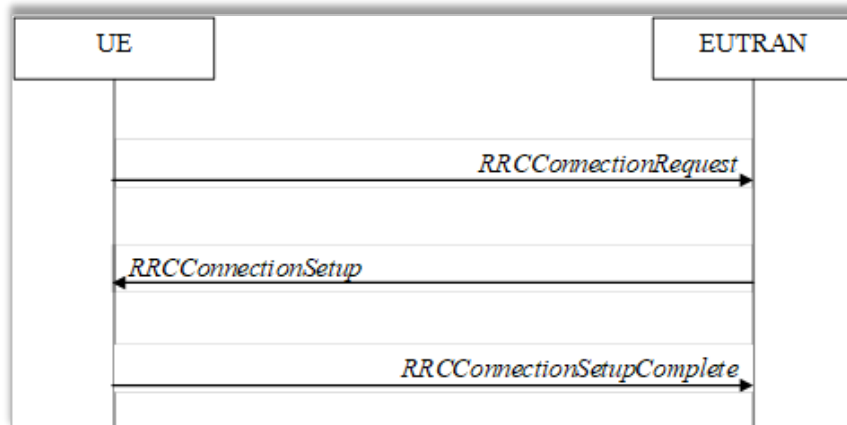 UE
EUTRAN
RRCConnectionRequest
RRCConnectionSetup
RRCConnectionSetupComplete